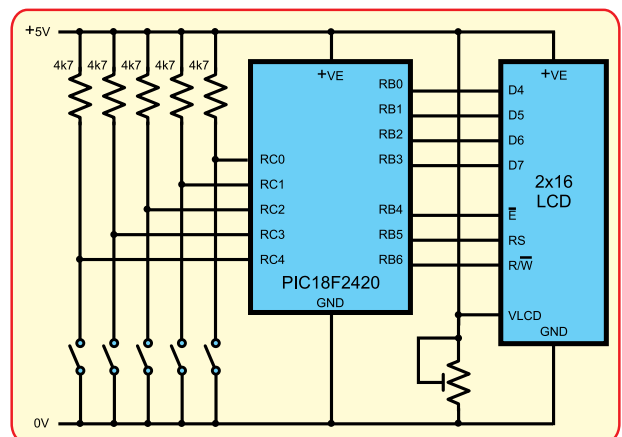 +5V
4k7 4k7 4k7 4k7 4k7
+VE
RB0
RB1
RB2
RB3
RC0
RC1
RC2
RC3
RC4
RB4
RB5
RB6
PIC18F2420
GND
+VE
D4
D5
D6
D7
2x16
LCD
E̅
RS
R/W̅
VLCD
GND
0V